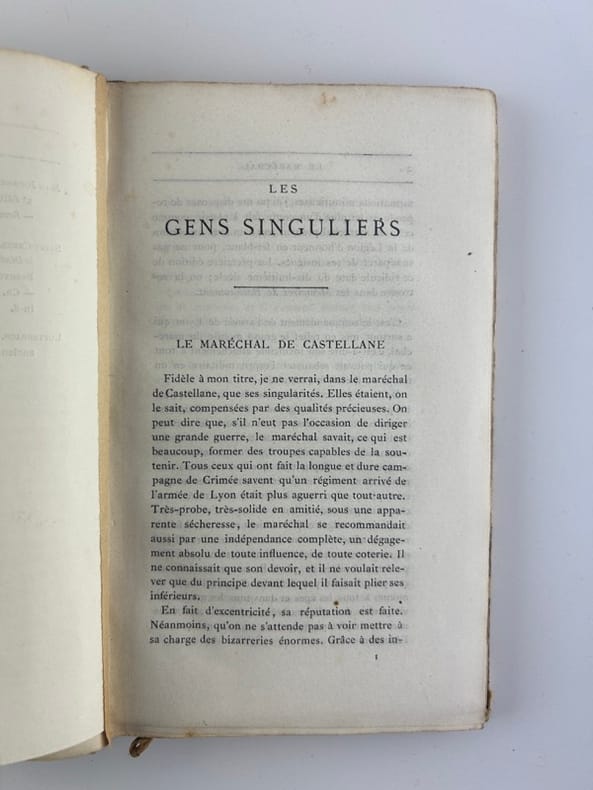 LES
GENS SINGULIERS
LE MARÉCHAL DE CASTELLANE
Fidèle à mon titre, je ne verrai, dans le maréchal
de Castellane, que ses singularités. Elles étaient, on
le sait, compensées par des qualités précieuses. On
peut dire que, s'il n'eut pas l'occasion de diriger
une grande guerre, le maréchal savait, ce qui est
beaucoup, former des troupes capables de la sou-
tenir. Tous ceux qui ont fait la longue et dure cam-
pagne de Crimée savent qu'un régiment arrivé de
l'armée de Lyon était plus aguerri que tout autre.
Très-probe, très-solide en amitié, sous une appa-
rente sécheresse, le maréchal se recommandait
aussi par une indépendance complète, un dégage-
ment absolu de toute influence, de toute coterie. Il
ne connaissait que son devoir, et il ne voulait rele-
ver que du principe devant lequel il faisait plier ses
inférieurs.
En fait d'excentricité, sa réputation est faite.
Néanmoins, qu'on ne s'attende pas à voir mettre à
sa charge des bizarreries énormes. Grâce à des in-
1